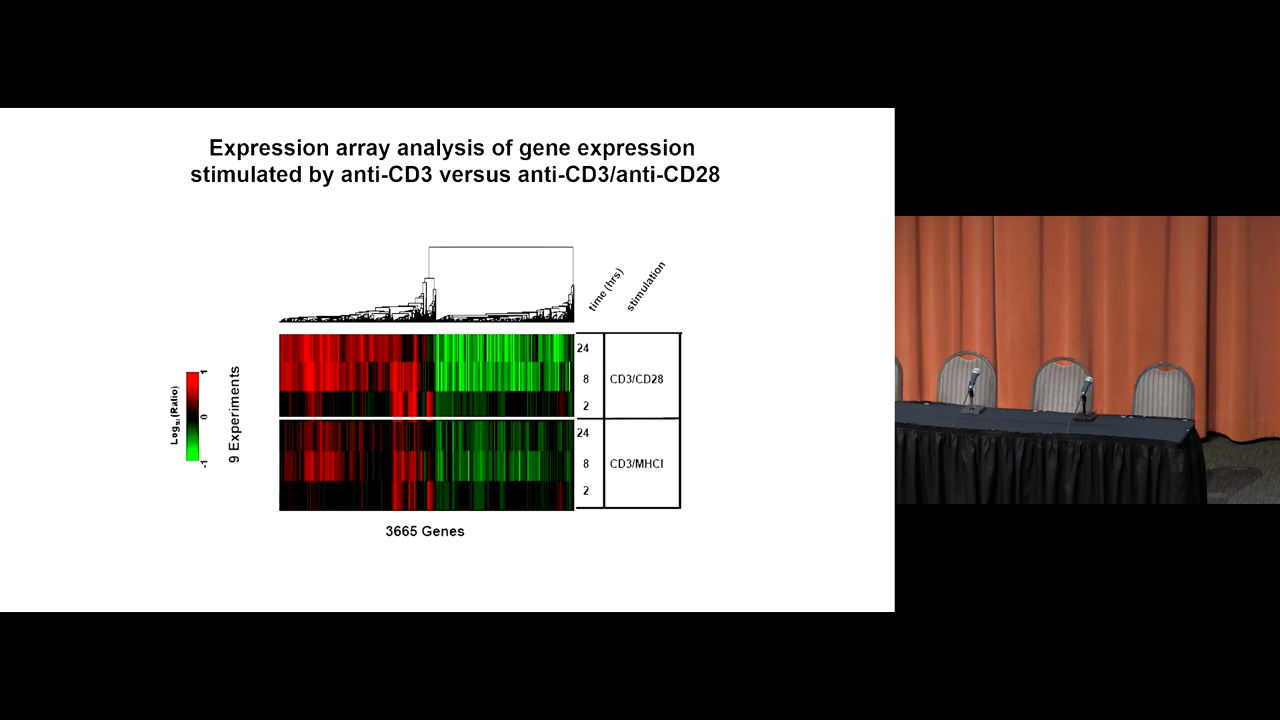 Expression array analysis of gene expression
stimulated by anti-CD3 versus anti-CD3/anti-CD28
time (hrs)
stimulation
24
8
2
CD3/CD28
24
8
2
CD3/MHCI
1
0
-1
9 Experiments
3665 Genes